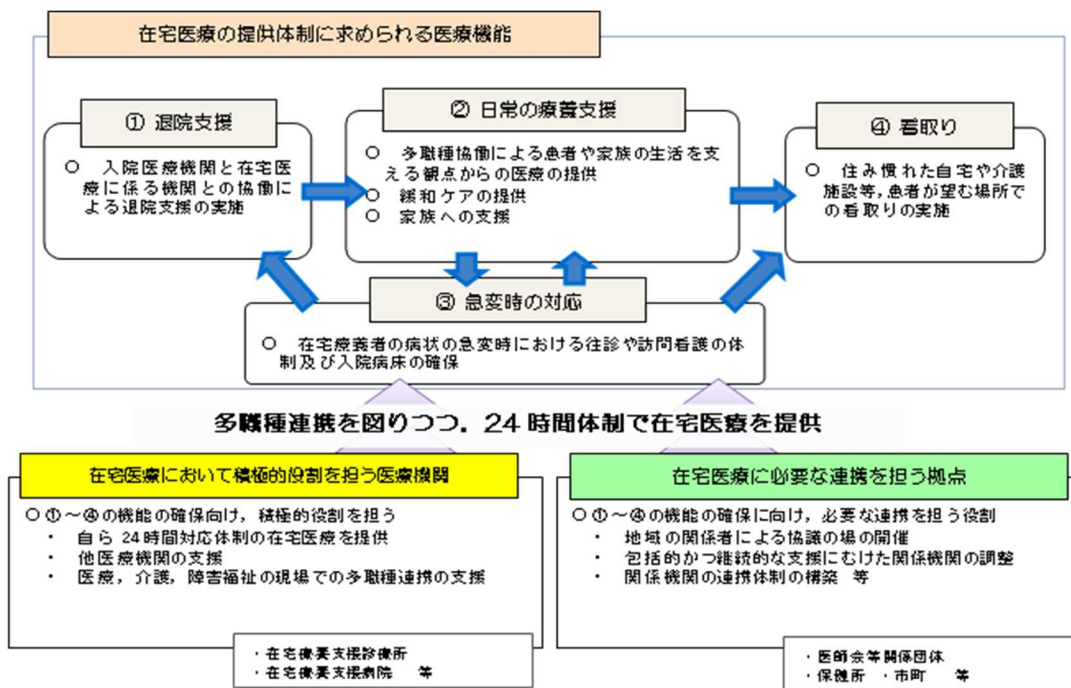 在宅医療の提供体制に求められる医療機能
① 退院支援
○ 入院医療機関と在宅医
療に係る機関との協働に
よる退院支援の実施
② 日常の療養支援
○ 多職種協働による患者や家族の生活を支
える観点からの医療の提供
○ 緩和ケアの提供
○ 家族への支援
④ 看取り
○ 住み慣れた自宅や介護
施設等，患者が望む場所で
の看取りの実施
③ 急変時の対応
○ 在宅療養者の病状の急変時における往診や訪問看護の体
制及び入院病床の確保
多職種連携を図りつつ，24 時間体制で在宅医療を提供
在宅医療において積極的役割を担う医療機関
○ ①～④の機能の確保向け，積極的役割を担う
・ 自ら 24 時間対応体制の在宅医療を提供
・ 他医療機関の支援
・ 医療，介護，障害福祉の現場での多職種連携の支援
・在宅療養支援診療所
・在宅療養支援病院 等
在宅医療に必要な連携を担う拠点
○ ①～④の機能の確保に向け，必要な連携を担う役割
・ 地域の関係者による協議の場の開催
・ 包括的かつ継続的な支援にむけた関係機関の調整
・ 関係機関の連携体制の構築 等
・医師会等関係団体
・保健所 ・市町 等